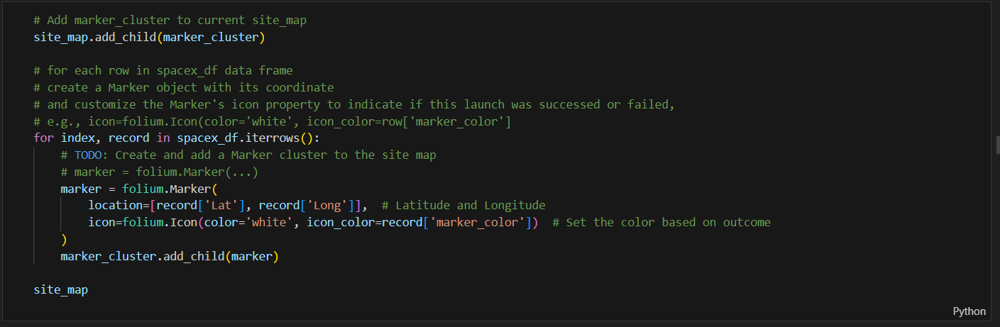 # Add marker_cluster to current site_map
site_map.add_child(marker_cluster)
# for each row in spacex_df data frame
# create a Marker object with its coordinate
# and customize the Marker's icon property to indicate if this launch was successed or failed,
# e.g., icon=folium.Icon(color='white', icon_color=row['marker_color']
for index, record in spacex_df.iterrows():
    # TODO: Create and add a Marker cluster to the site map
    # marker = folium.Marker(...)
    marker = folium.Marker(
        location=[record['Lat'], record['Long']],  # Latitude and Longitude
        icon=folium.Icon(color='white', icon_color=record['marker_color'])  # Set the color based on outcome
    )
    marker_cluster.add_child(marker)
site_map
Python